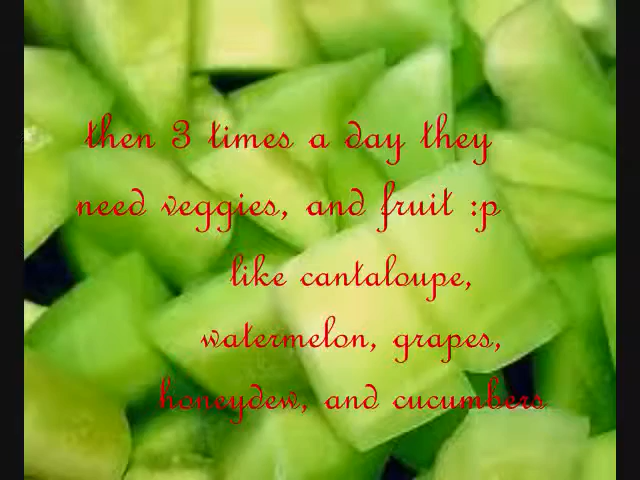 then 3 times a day they
need veggies, and fruit :p
like cantaloupe,
watermelon, grapes,
honeydew, and cucumbers